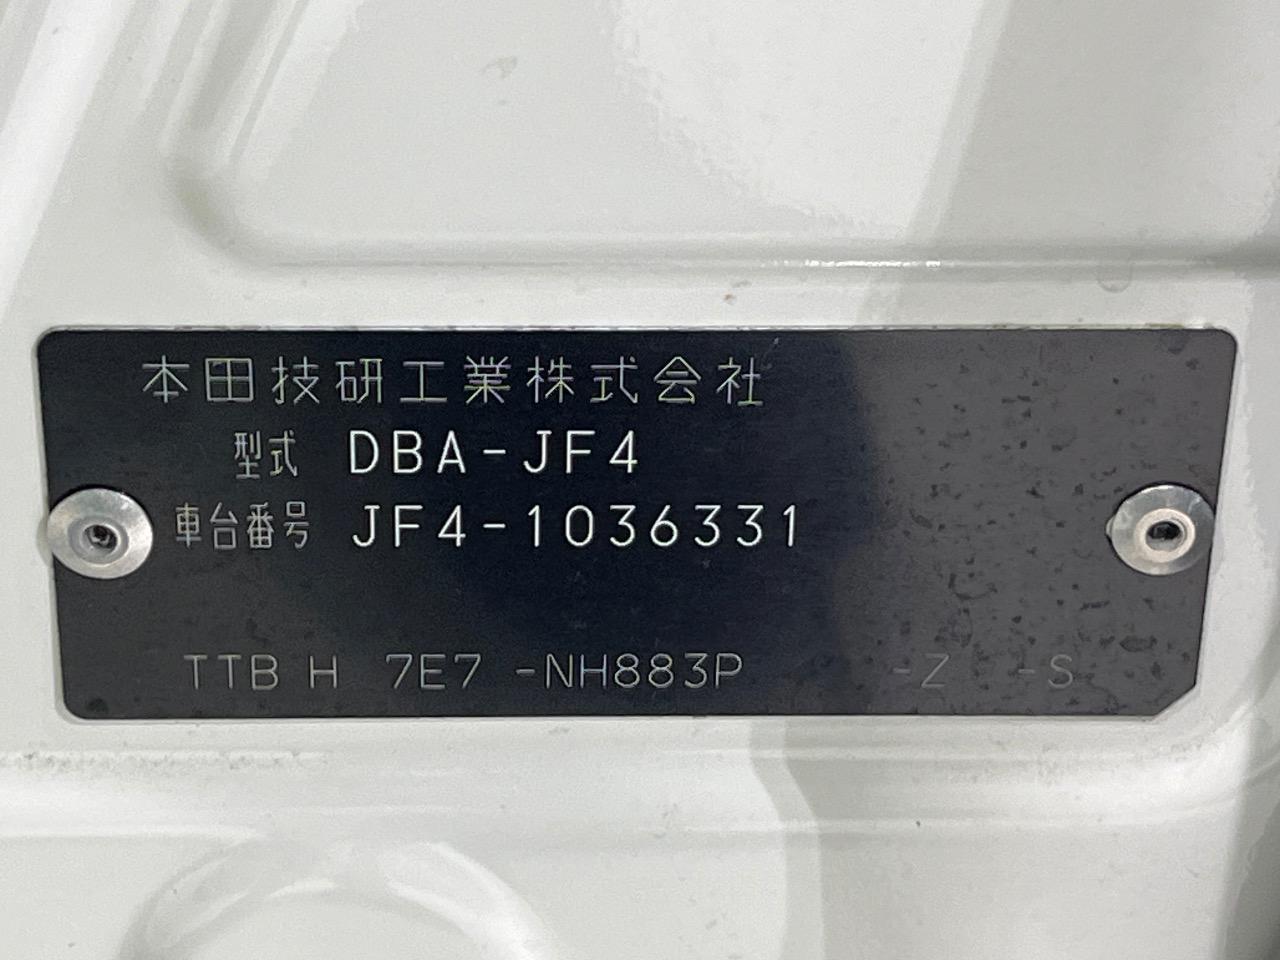 本田技研工業株式会社
型式 DBA-JF4
車台番号 JF4-1036331
TTB H 7E7 -NH883P -Z -S